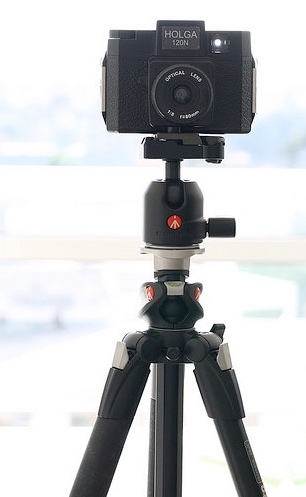 HOLGA
120N
OPTICAL LENS
1:8 f=60mm